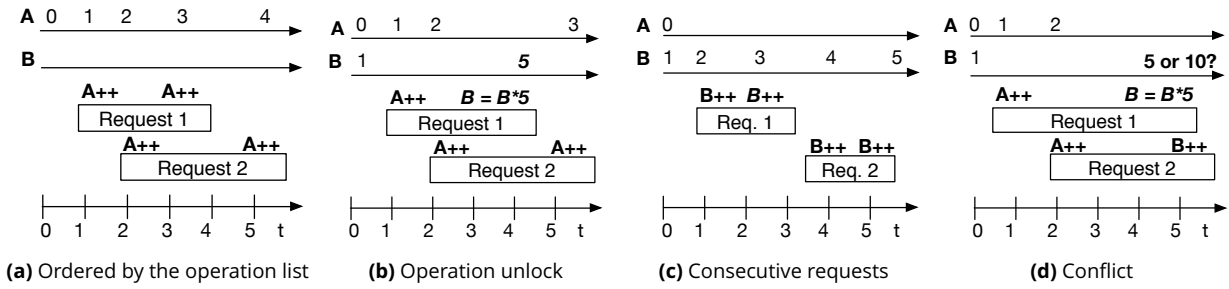 A 0 1 2 3 4
B
A++ A++
Request 1
A++ A++
Request 2
0 1 2 3 4 5 t
(a) Ordered by the operation list
A 0 1 2 3
B 1 5
A++ B = B*5
Request 1
A++ A++
Request 2
0 1 2 3 4 5 t
(b) Operation unlock
A 0
B 1 2 3 4 5
B++ B++
Req. 1
B++ B++
Req. 2
0 1 2 3 4 5 t
(c) Consecutive requests
A 0 1 2
B 1 5 or 10?
A++ B = B*5
Request 1
A++ B++
Request 2
0 1 2 3 4 5 t
(d) Conflict